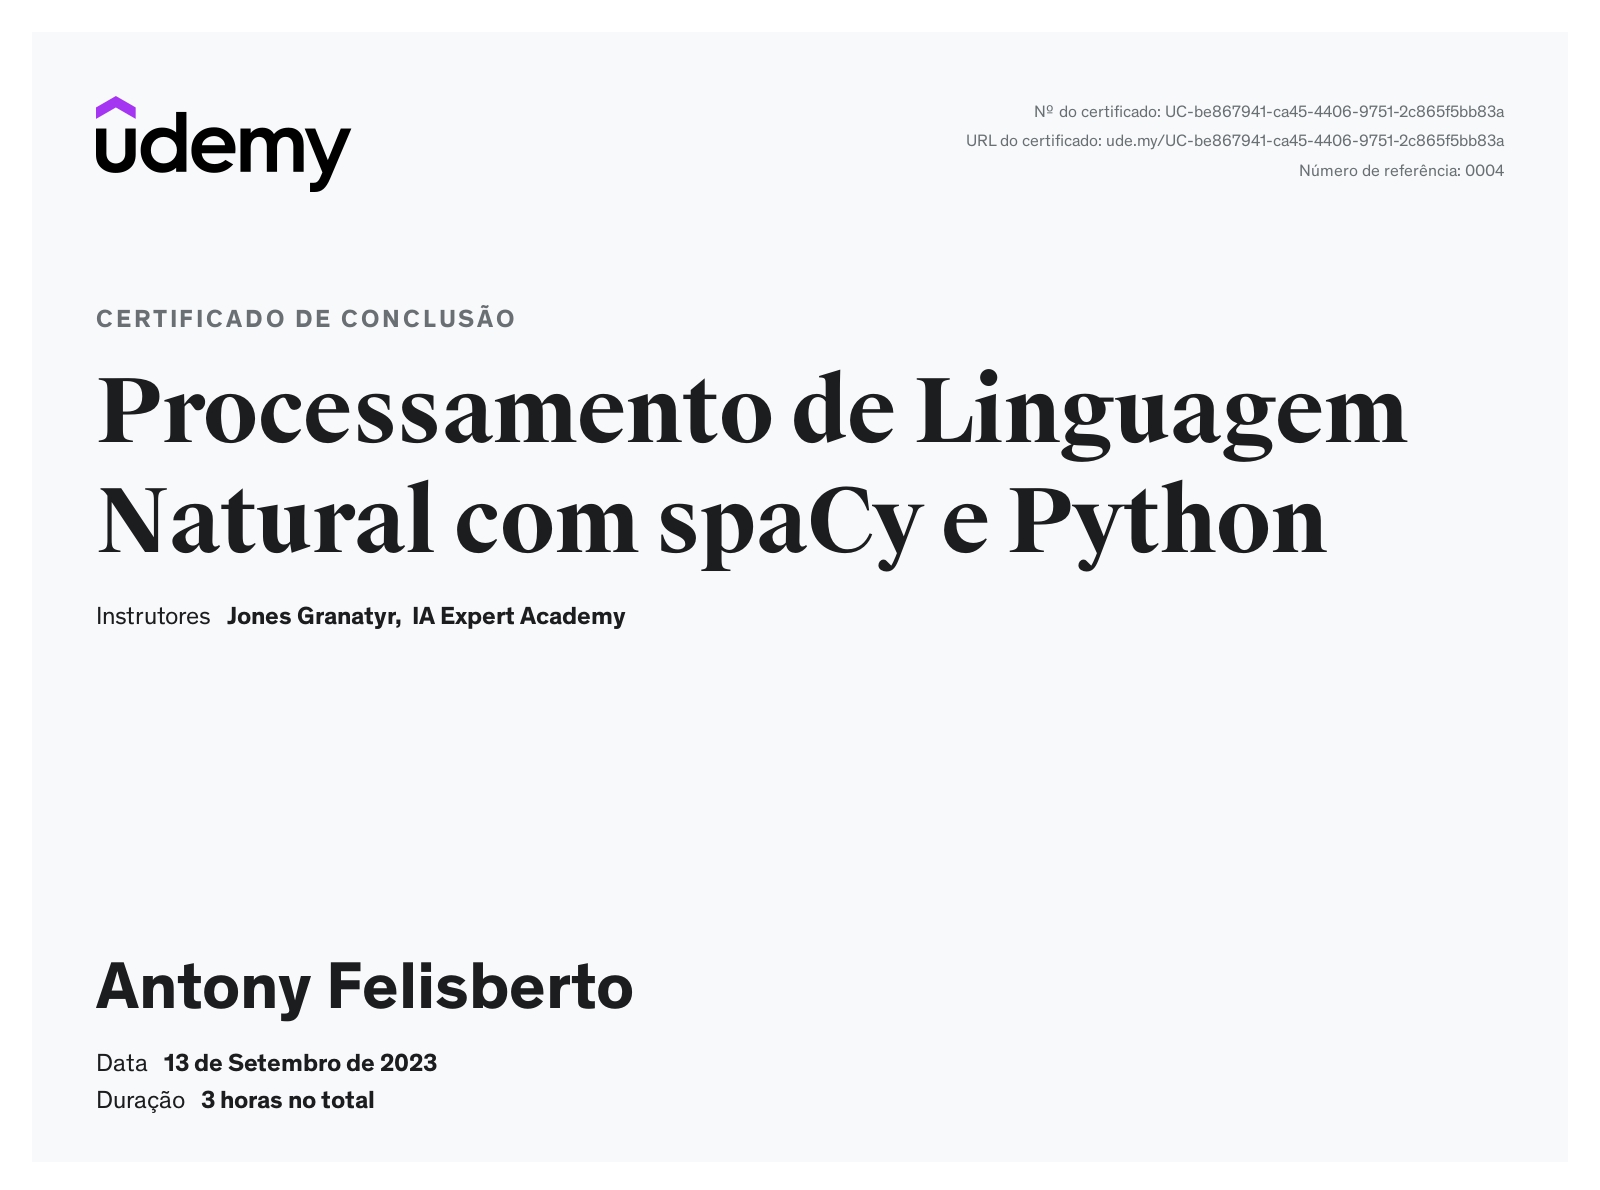 udemy
Nº do certificado: UC-be867941-ca45-4406-9751-2c865f5bb83a
URL do certificado: ude.my/UC-be867941-ca45-4406-9751-2c865f5bb83a
Número de referência: 0004
CERTIFICADO DE CONCLUSÃO
Processamento de Linguagem
Natural com spaCy e Python
Instrutores Jones Granatyr, IA Expert Academy
Antony Felisberto
Data 13 de Setembro de 2023
Duração 3 horas no total